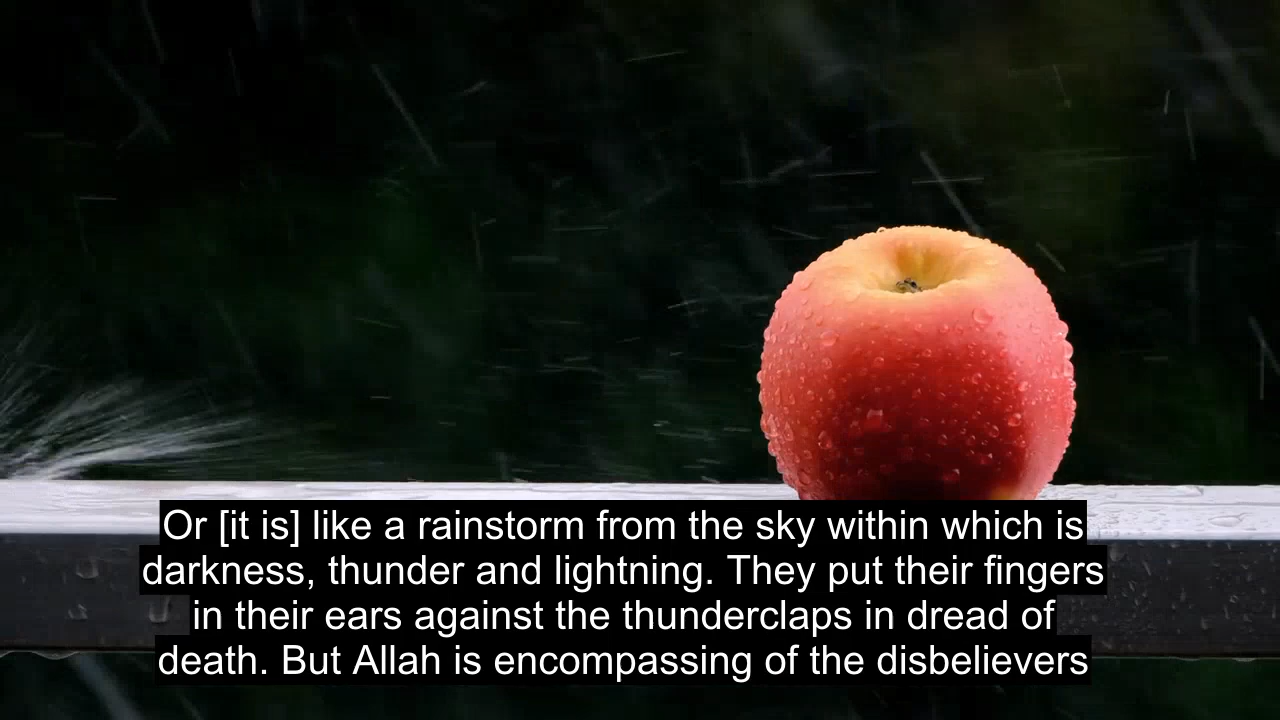 Or [it is] like a rainstorm from the sky within which is
darkness, thunder and lightning. They put their fingers
in their ears against the thunderclaps in dread of
death. But Allah is encompassing of the disbelievers